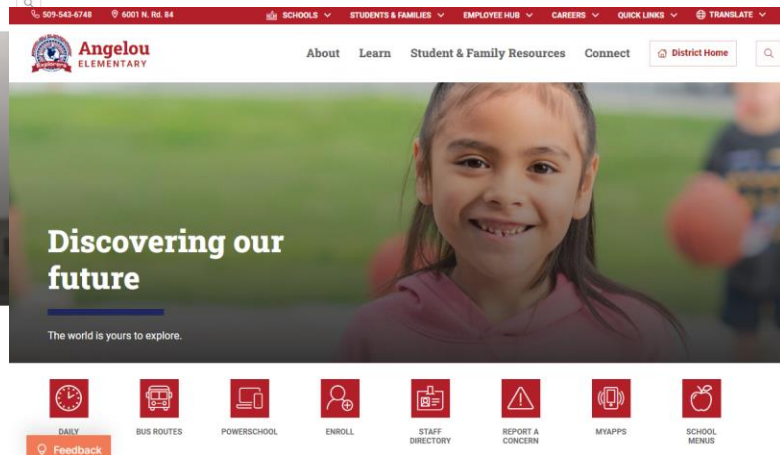 509-543-6748 6001 N. Rd. 84 SCHOOLS STUDENTS & FAMILIES EMPLOYEE HUB CAREERS QUICK LINKS TRANSLATE
Angelou
ELEMENTARY
Explorers
About Learn Student & Family Resources Connect District Home
Discovering our
future
The world is yours to explore.
DAILY
BUS ROUTES
POWERSCHOOL
ENROLL
STAFF
DIRECTORY
REPORT A
CONCERN
MYAPPS
SCHOOL
MENUS
Feedback